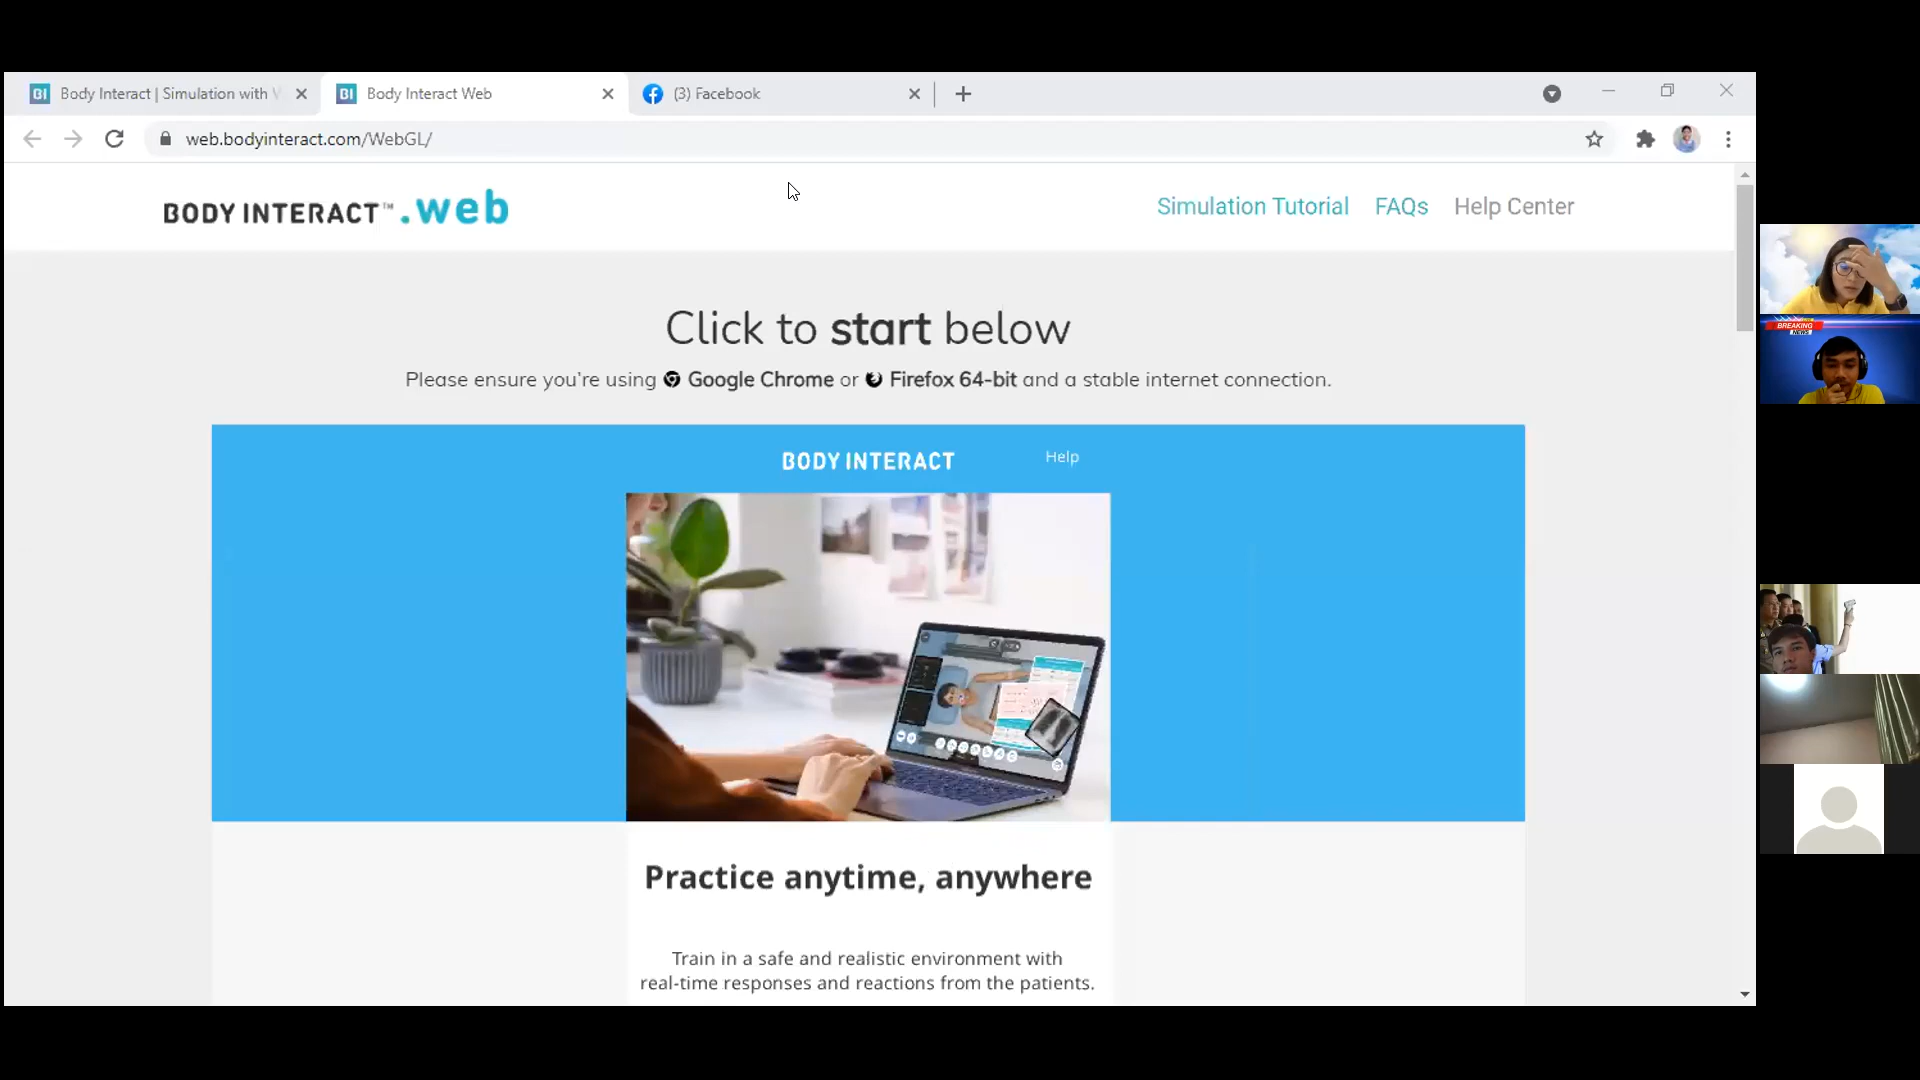 Body Interact | Simulation with V
Body Interact Web
(3) Facebook
web.bodyinteract.com/WebGL/
BODY INTERACT™.web
Simulation Tutorial
FAQs
Help Center
Click to start below
Please ensure you're using Google Chrome or Firefox 64-bit and a stable internet connection.
BODY INTERACT
Help
Practice anytime, anywhere
Train in a safe and realistic environment with
real-time responses and reactions from the patients.
BREAKING
NEWS